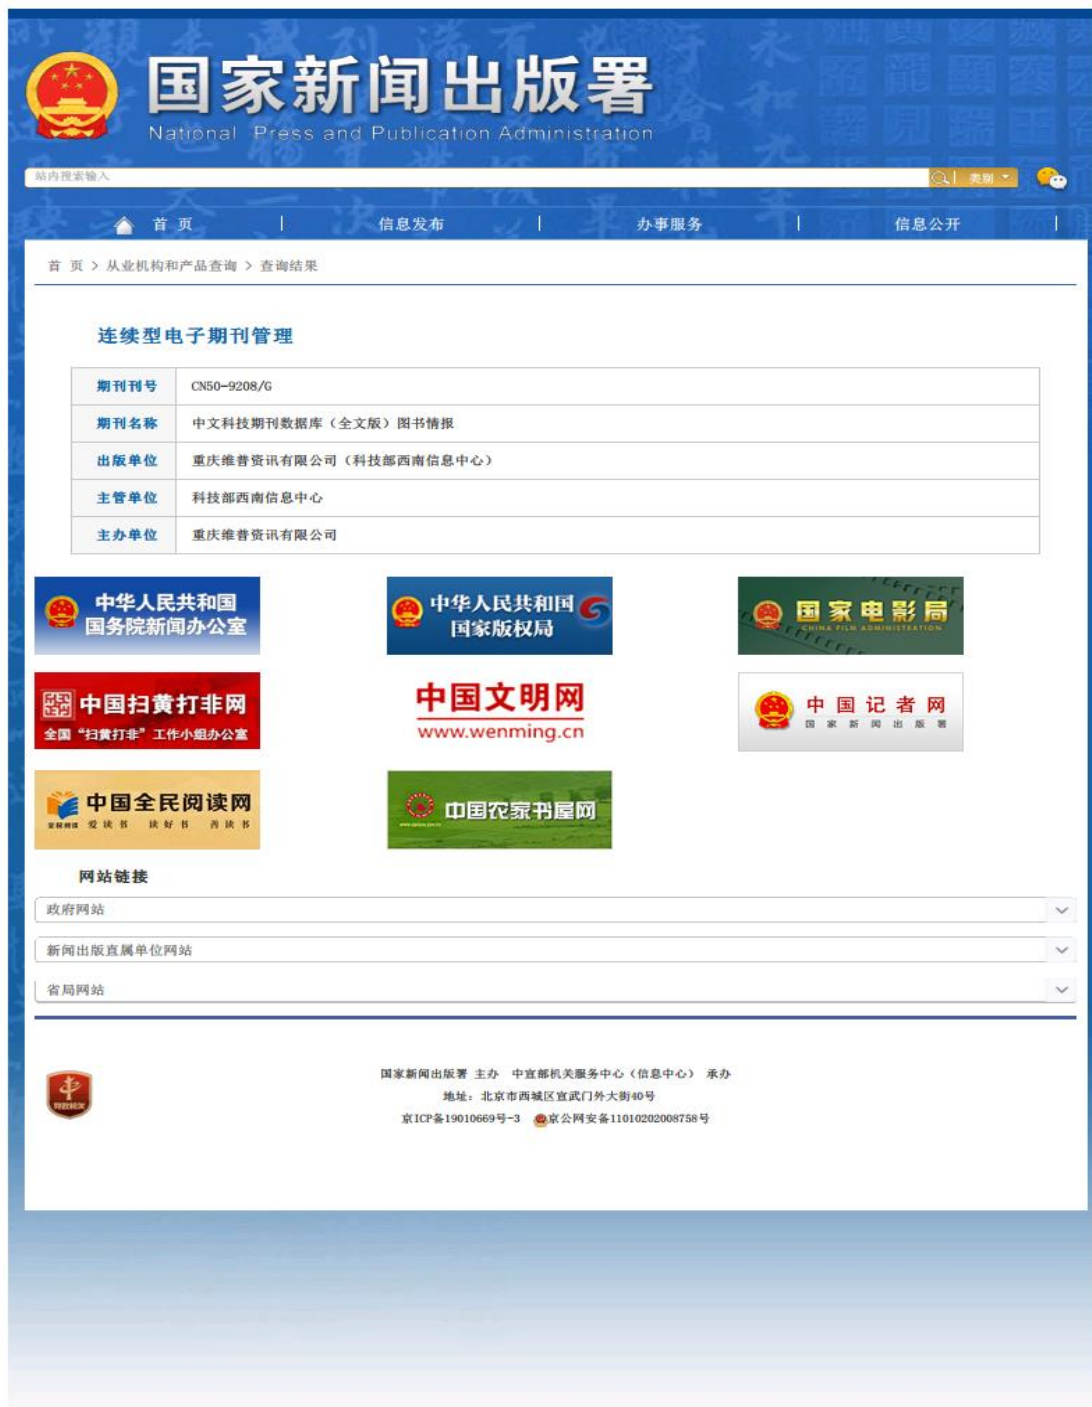 国家新闻出版署
National Press and Publication Administration
站内搜索输入
类别
首 页
信息发布
办事服务
信息公开
首 页 > 从业机构和产品查询 > 查询结果
连续型电子期刊管理
期刊刊号 CN50-9208/G
期刊名称 中文科技期刊数据库（全文版）图书情报
出版单位 重庆维普资讯有限公司（科技部西南信息中心）
主管单位 科技部西南信息中心
主办单位 重庆维普资讯有限公司
中华人民共和国
国务院新闻办公室
中华人民共和国
国家版权局
国家电影局
CHINA FILM ADMINISTRATION
中国扫黄打非网
全国“扫黄打非”工作小组办公室
中国文明网
www.wenming.cn
中国记者网
国家新闻出版署
中国全民阅读网
爱读书 读好书 善读书
中国农家书屋网
网站链接
政府网站
新闻出版直属单位网站
省局网站
国家新闻出版署 主办 中宣部机关服务中心（信息中心） 承办
地址：北京市西城区宣武门外大街40号
京ICP备19010669号-3 京公网安备11010202008758号
党政机关